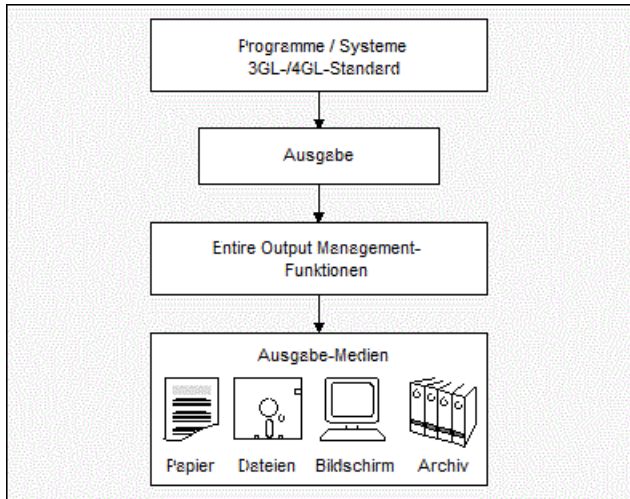 Programme / Systeme
3GL-/4GL-Standard
Ausgabe
Entire Output Management-
Funktionen
Ausgabe-Medien
Papier Dateien Bildschirm Archiv